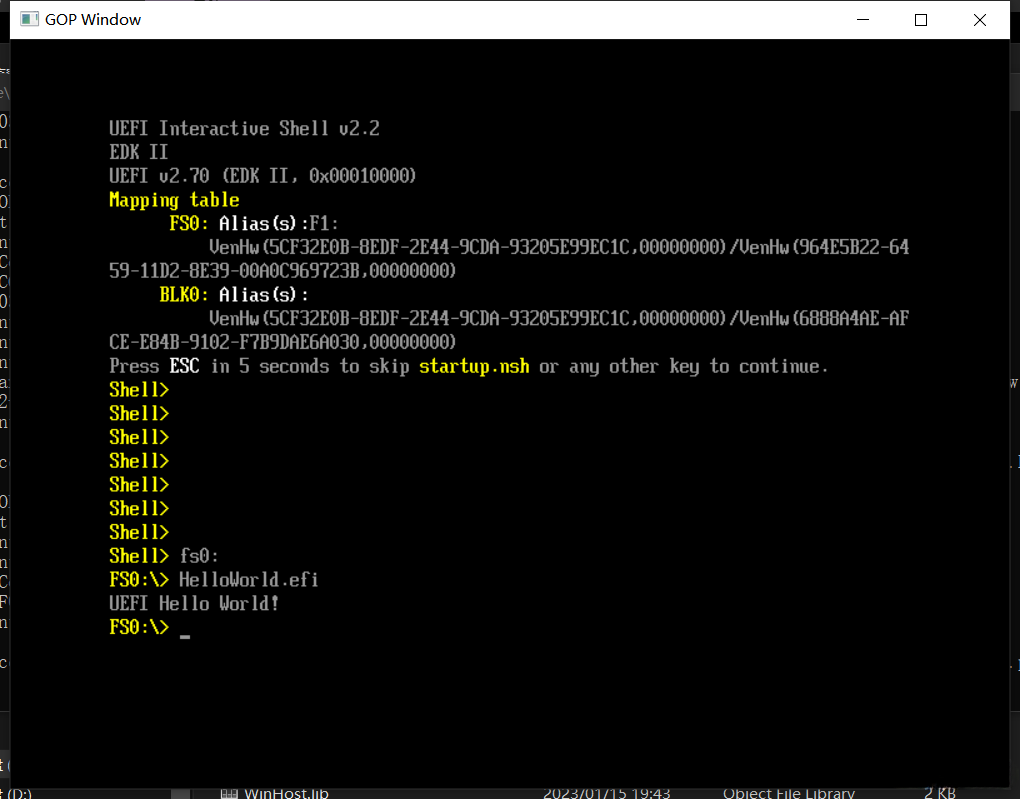 GOP Window
UEFI Interactive Shell v2.2
EDK II
UEFI v2.70 (EDK II, 0x00010000)
Mapping table
FS0: Alias(s):F1:
VenHw(5CF32E0B-8EDF-2E44-9CDA-93205E99EC1C,00000000)/VenHw(964E5B22-64
59-11D2-8E39-00A0C969723B,00000000)
BLK0: Alias(s):
VenHw(5CF32E0B-8EDF-2E44-9CDA-93205E99EC1C,00000000)/VenHw(6888A4AE-AF
CE-E84B-9102-F7B9DAE6A030,00000000)
Press ESC in 5 seconds to skip startup.nsh or any other key to continue.
Shell>
Shell>
Shell>
Shell>
Shell>
Shell>
Shell>
Shell> fs0:
FS0:\> HelloWorld.efi
UEFI Hello World!
FS0:\> _
(D:) WinHost.lib 2023/01/15 19:43 Object File Library 2 KB